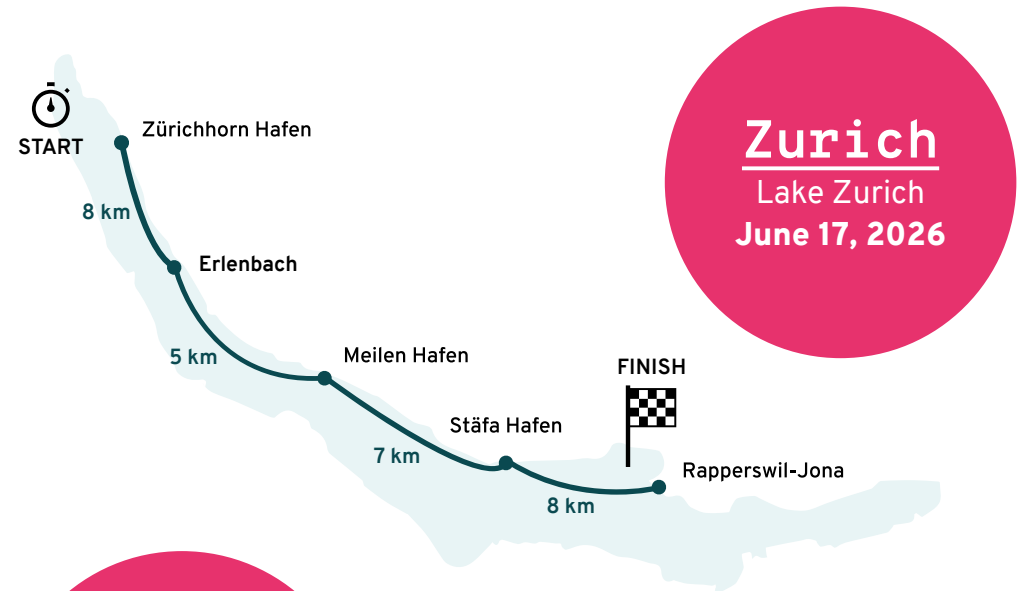 START
Zürichhorn Hafen
8 km
Erlenbach
5 km
Meilen Hafen
7 km
Stäfa Hafen
8 km
FINISH
Rapperswil-Jona
Zurich
Lake Zurich
June 17, 2026